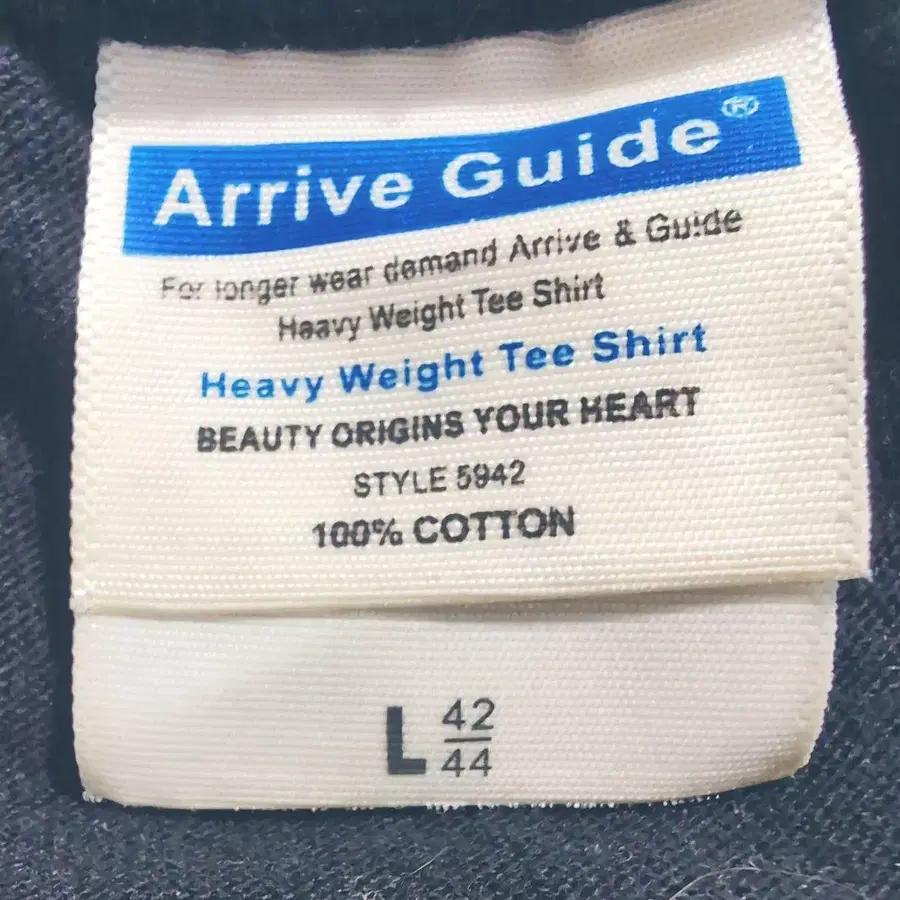 Arrive Guide®
For longer wear demand Arrive & Guide
Heavy Weight Tee Shirt
Heavy Weight Tee Shirt
BEAUTY ORIGINS YOUR HEART
STYLE 5942
100% COTTON
L 42/44